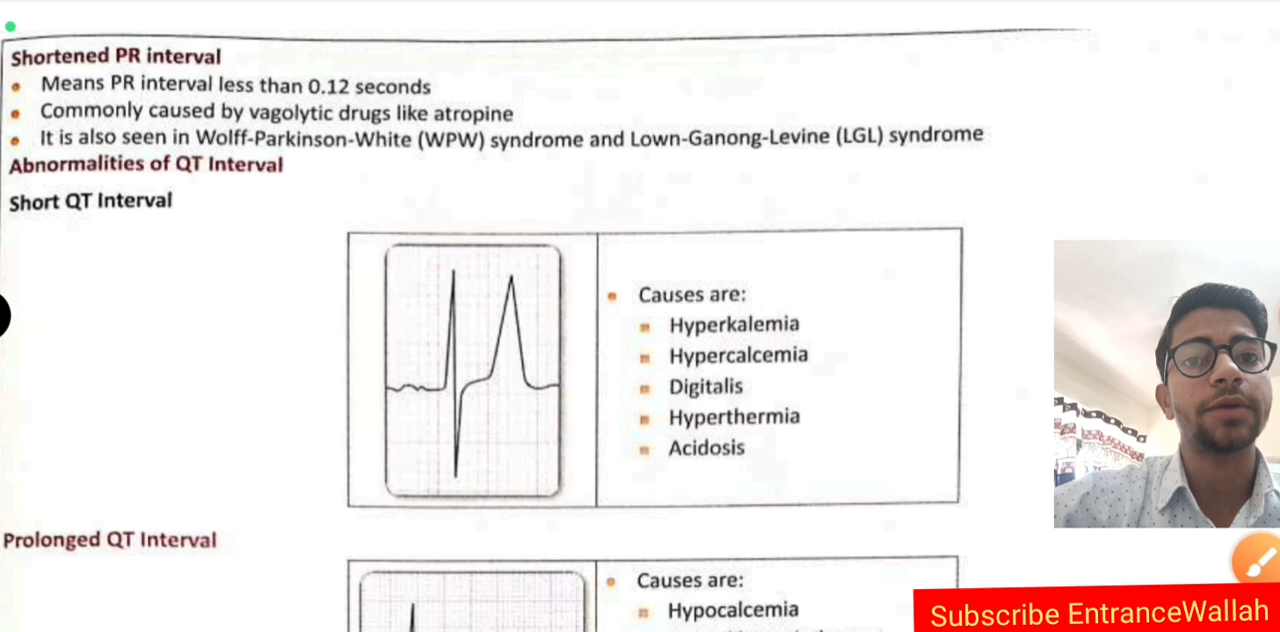 Shortened PR interval
Means PR interval less than 0.12 seconds
Commonly caused by vagolytic drugs like atropine
It is also seen in Wolff-Parkinson-White (WPW) syndrome and Lown-Ganong-Levine (LGL) syndrome
Abnormalities of QT Interval
Short QT Interval
Causes are:
Hyperkalemia
Hypercalcemia
Digitalis
Hyperthermia
Acidosis
Prolonged QT Interval
Causes are:
Hypocalcemia
Subscribe EntranceWallah